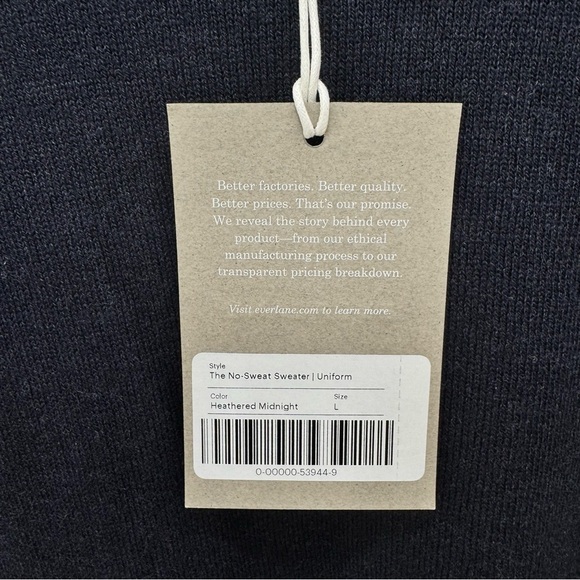 Better factories. Better quality.
Better prices. That's our promise.
We reveal the story behind every
product—from our ethical
manufacturing process to our
transparent pricing breakdown.
Visit everlane.com to learn more.
Style
The No-Sweat Sweater | Uniform
Color Size
Heathered Midnight L
0-00000-53944-9